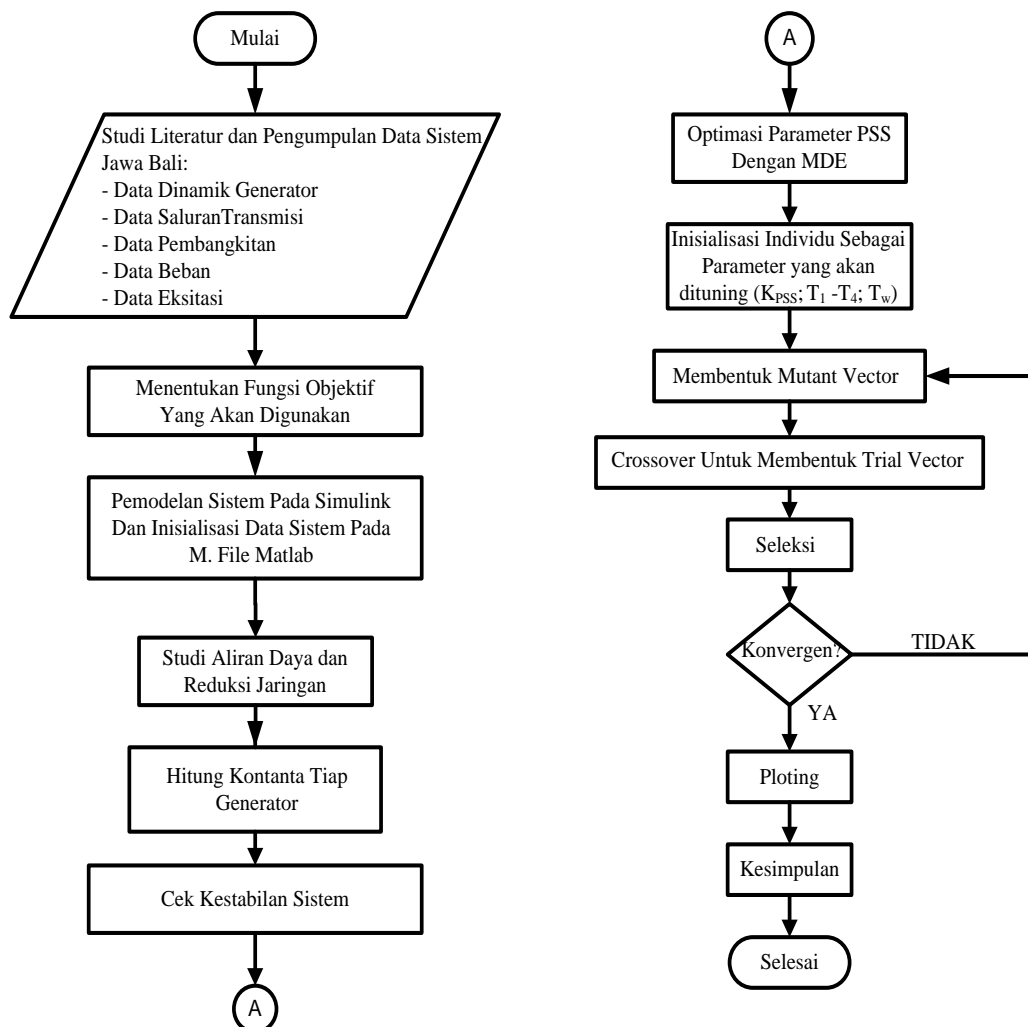 Mulai
Studi Literatur dan Pengumpulan Data Sistem
Jawa Bali:
- Data Dinamik Generator
- Data SaluranTransmisi
- Data Pembangkitan
- Data Beban
- Data Eksitasi
Menentukan Fungsi Objektif
Yang Akan Digunakan
Pemodelan Sistem Pada Simulink
Dan Inisialisasi Data Sistem Pada
M. File Matlab
Studi Aliran Daya dan
Reduksi Jaringan
Hitung Kontanta Tiap
Generator
Cek Kestabilan Sistem
A
A
Optimasi Parameter PSS
Dengan MDE
Inisialisasi Individu Sebagai
Parameter yang akan
dituning (KPSS; T1 -T4; Tw)
Membentuk Mutant Vector
Crossover Untuk Membentuk Trial Vector
Seleksi
Konvergen?
TIDAK
YA
Ploting
Kesimpulan
Selesai